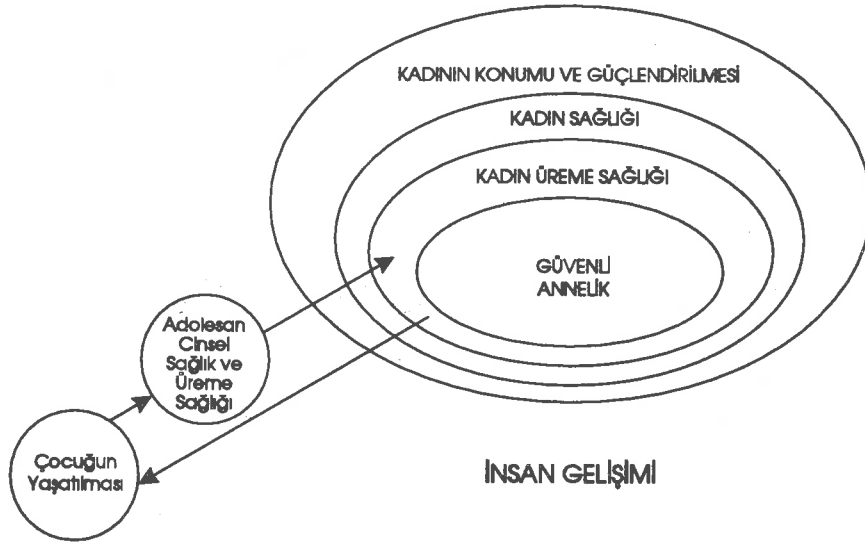 KADININ KONUMU VE GÜÇLENDİRİLMESİ
KADIN SAĞLIĞI
KADIN ÜREME SAĞLIĞI
GÜVENLİ
ANNELİK
Adolesan
Cinsel
Sağlık ve
Üreme
Sağlığı
Çocuğun
Yaşatılması
İNSAN GELİŞİMİ